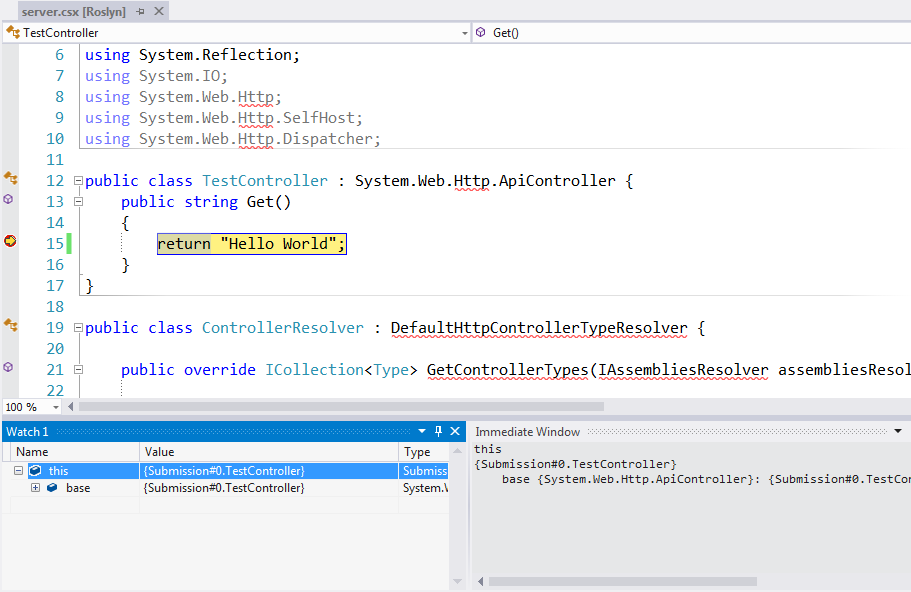 server.csx [Roslyn]
TestController Get()
6 using System.Reflection;
7 using System.IO;
8 using System.Web.Http;
9 using System.Web.Http.SelfHost;
10 using System.Web.Http.Dispatcher;
11
12 public class TestController : System.Web.Http.ApiController {
13 public string Get()
14 {
15 return "Hello World";
16 }
17 }
18
19 public class ControllerResolver : DefaultHttpControllerTypeResolver {
20
21 public override ICollection<Type> GetControllerTypes(IAssembliesResolver assembliesResol
22
100 %
Watch 1
Name Value Type
this {Submission#0.TestController} Submiss
base {Submission#0.TestController} System.W
Immediate Window
this
{Submission#0.TestController}
base {System.Web.Http.ApiController}: {Submission#0.TestCon